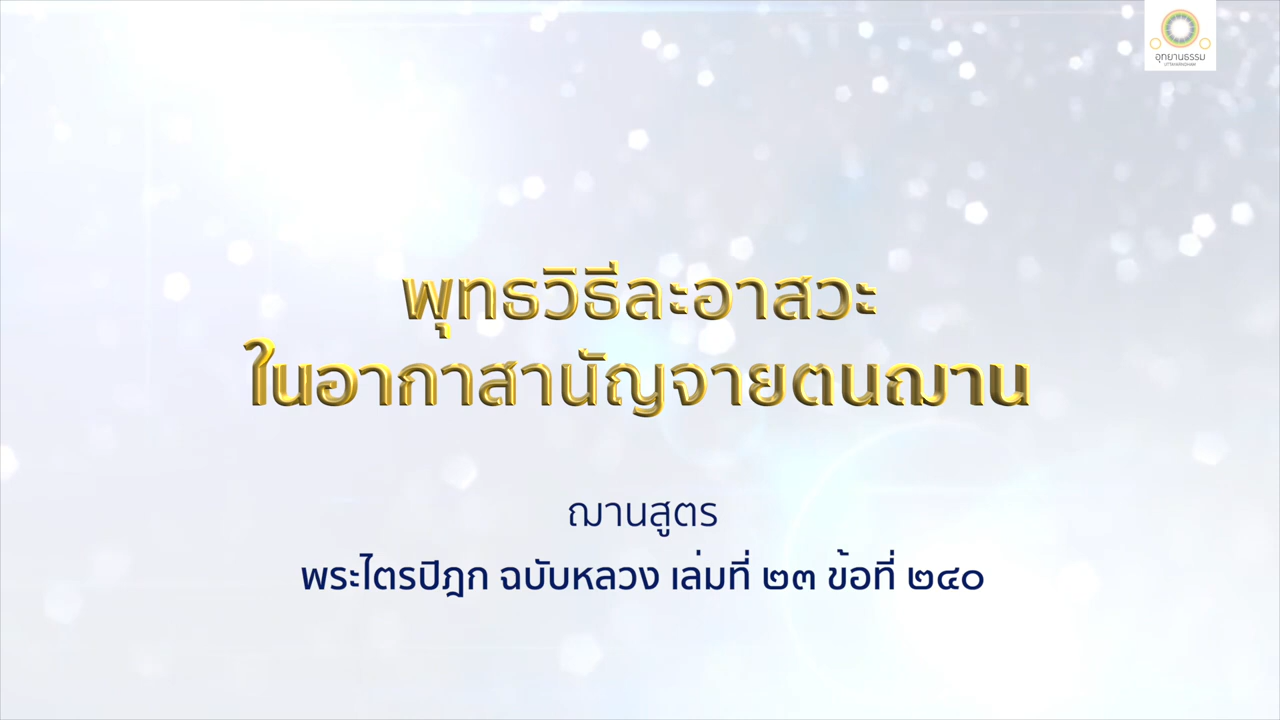 อุทยานธรรม
UTTAYARNDHAM
พุทธวิธีละอาสวะ
ในอากาสานัญจายตนฌาน
ฌานสูตร
พระไตรปิฎก ฉบับหลวง เล่มที่ ๒๓ ข้อที่ ๒๔๐